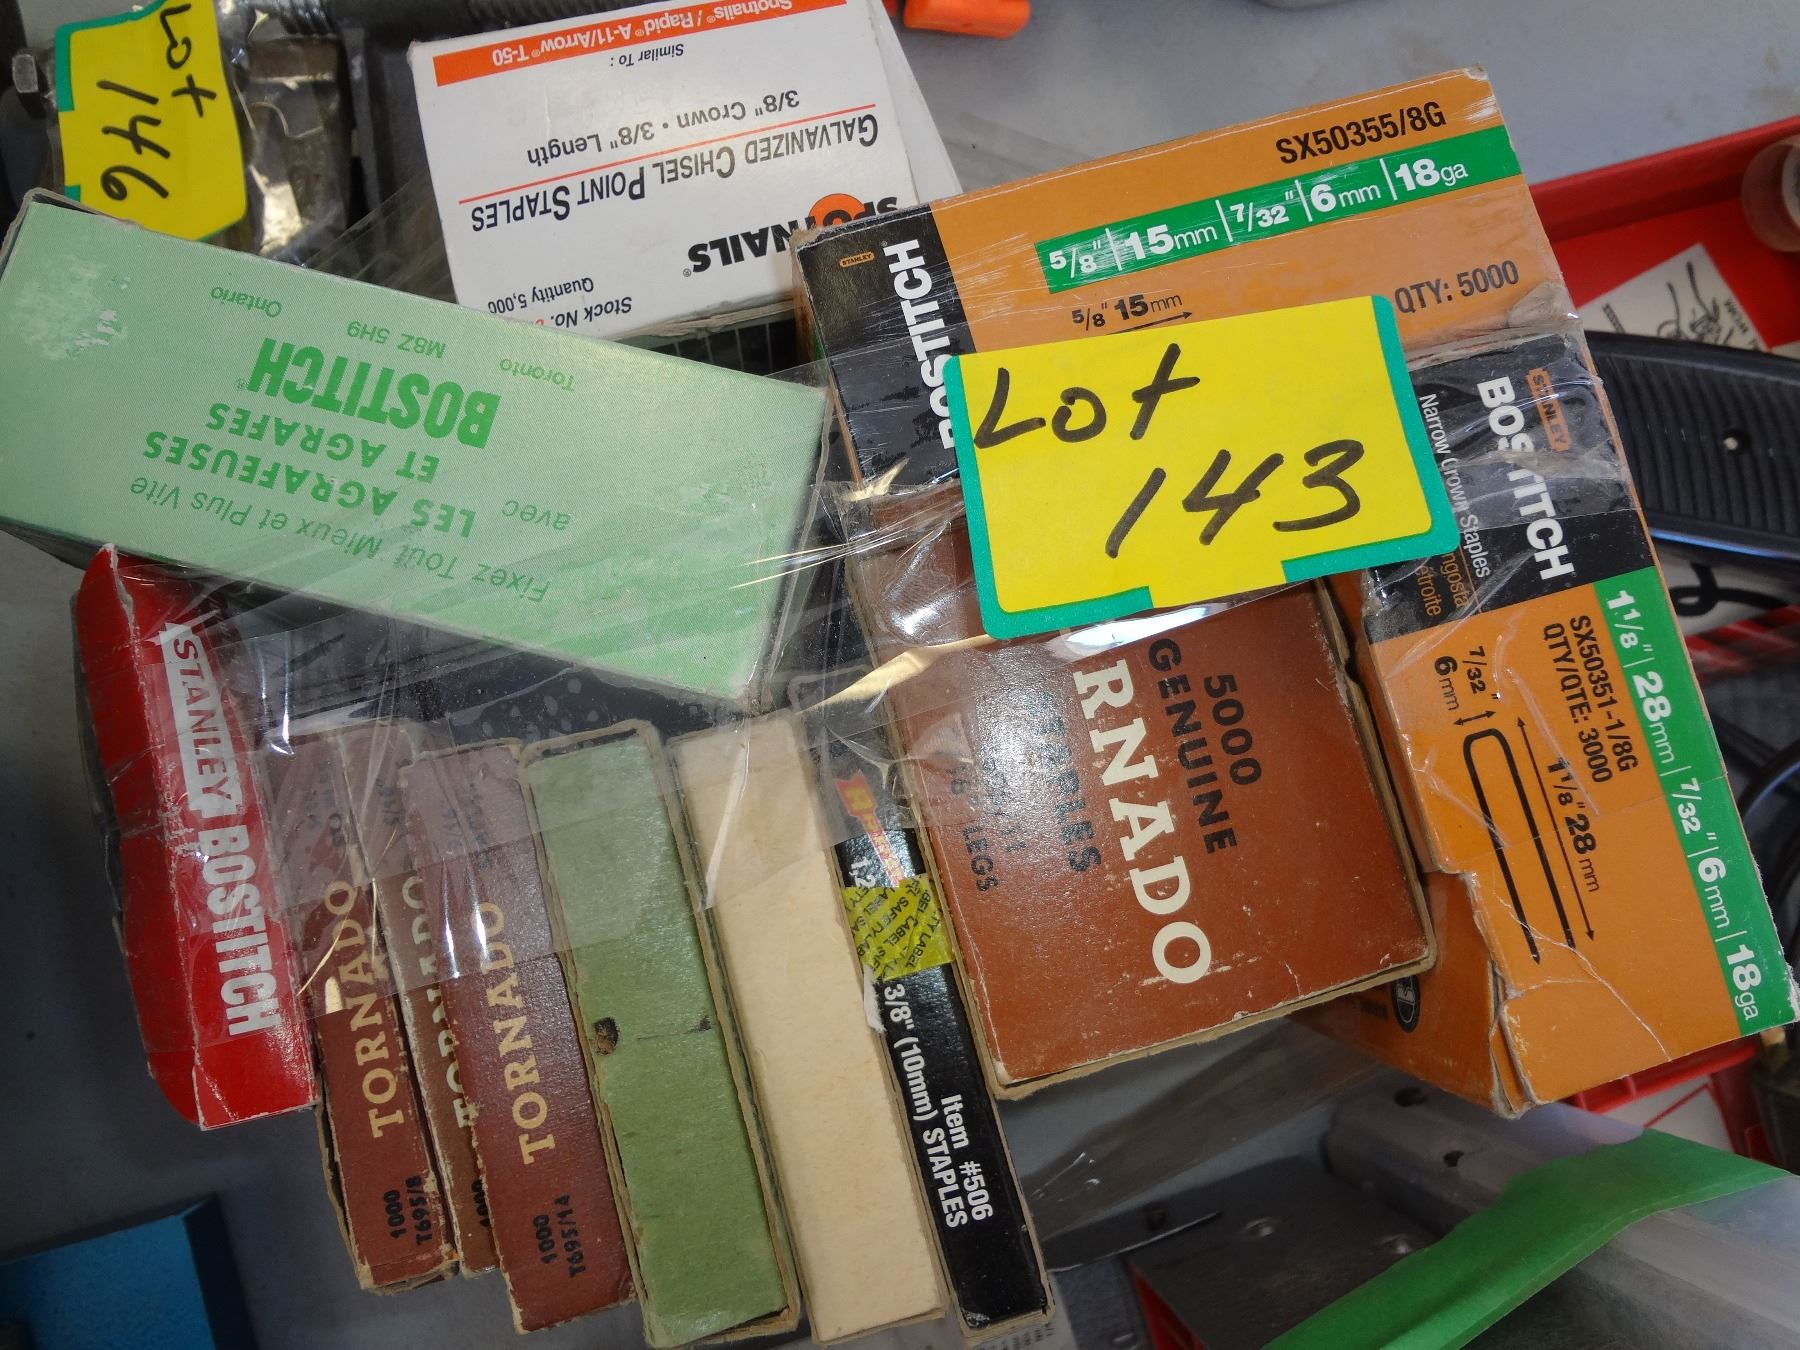 Lot
146
Spotnails® / Rapid® A-11/Arrow® T-50
Similar To :
3/8" Crown • 3/8" Length
GALVANIZED CHISEL POINT STAPLES
SPOTNAILS®
Quantity 5,000
Stock No.
SX50355/8G
5/8" 15mm 7/32" 6mm 18ga
5/8" 15mm
QTY: 5000
STANLEY
BOSTITCH
Lot
143
Fixez Tout Mieux et Plus Vite
avec
LES AGRAFEUSES
ET AGRAFES
BOSTITCH®
Toronto M8Z 5H9 Ontario
STANLEY BOSTITCH
TORNADO
1000
T695/8
TORNADO
1000
TORNADO
1000
T695/14
Item #506
3/8" (10mm) STAPLES
5000
GENUINE
RNADO
STAPLES
LEGS
STANLEY
BOSTITCH
Narrow Crown Staples
1 1/8" 28mm 7/32" 6mm 18ga
SX50351-1/8G
QTY/QTE: 3000
7/32"
6mm
1 1/8" 28mm